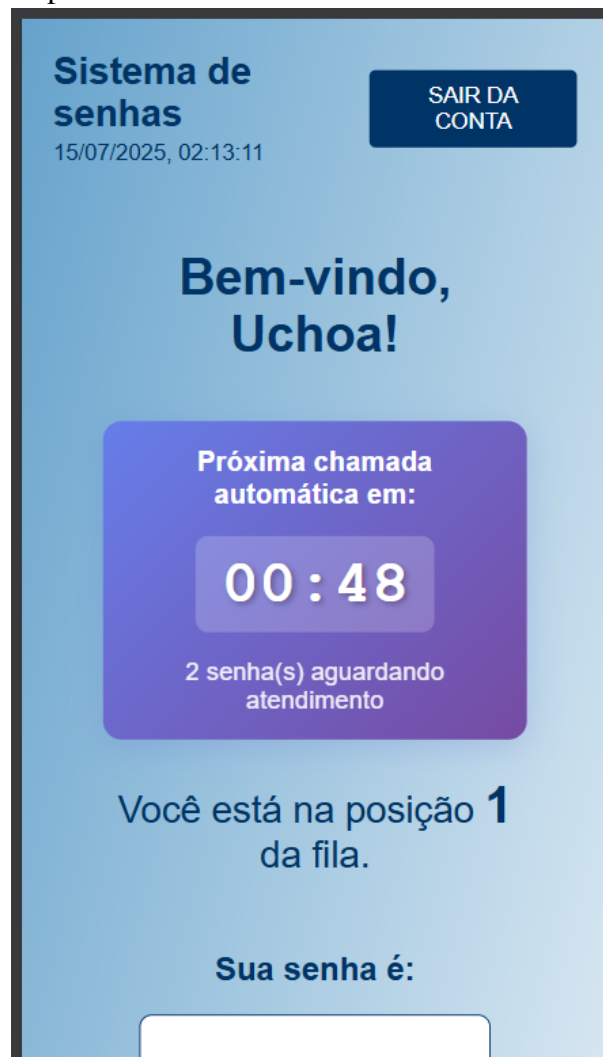 Sistema de
senhas
15/07/2025, 02:13:11
SAIR DA
CONTA
Bem-vindo,
Uchoa!
Próxima chamada
automática em:
00:48
2 senha(s) aguardando
atendimento
Você está na posição 1
da fila.
Sua senha é: